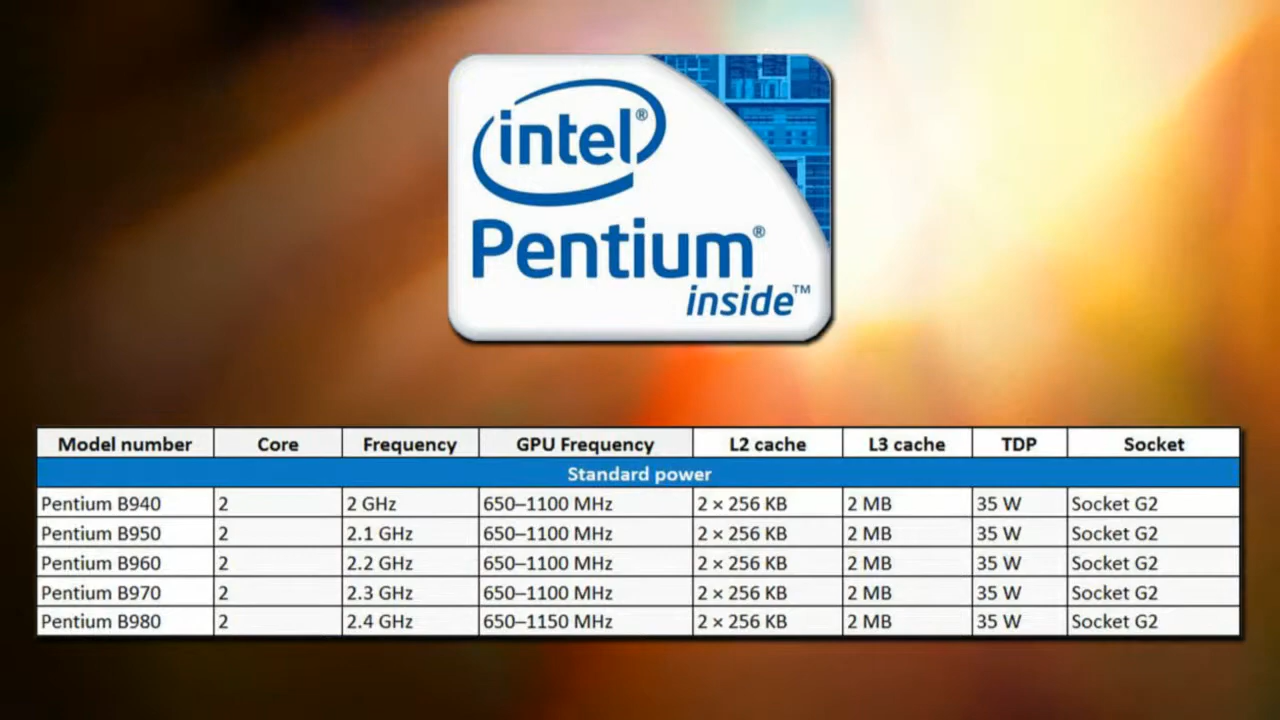 intel®
Pentium®
inside™
Model number Core Frequency GPU Frequency L2 cache L3 cache TDP Socket
Standard power
Pentium B940 2 2 GHz 650–1100 MHz 2 × 256 KB 2 MB 35 W Socket G2
Pentium B950 2 2.1 GHz 650–1100 MHz 2 × 256 KB 2 MB 35 W Socket G2
Pentium B960 2 2.2 GHz 650–1100 MHz 2 × 256 KB 2 MB 35 W Socket G2
Pentium B970 2 2.3 GHz 650–1100 MHz 2 × 256 KB 2 MB 35 W Socket G2
Pentium B980 2 2.4 GHz 650–1150 MHz 2 × 256 KB 2 MB 35 W Socket G2